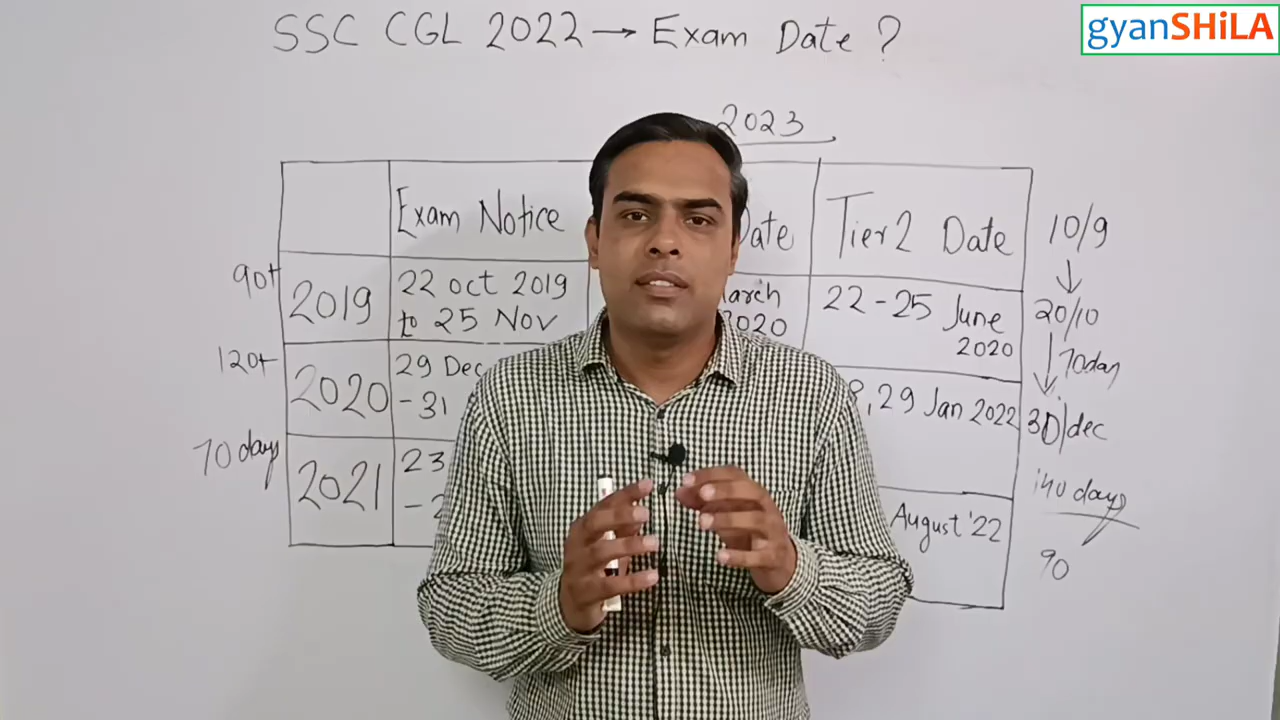 SSC CGL 2022 → Exam Date ?
gyanSHiLA
2023
Exam Notice
Date
Tier 2 Date
10/9
90+
2019
22 oct 2019
to 25 Nov
March
2020
22 - 25 June
2020
20/10
70 day
120+
2020
29 Dec
- 31
, 29 Jan 2022
30/dec
70 days
2021
23
August '22
140 days
90